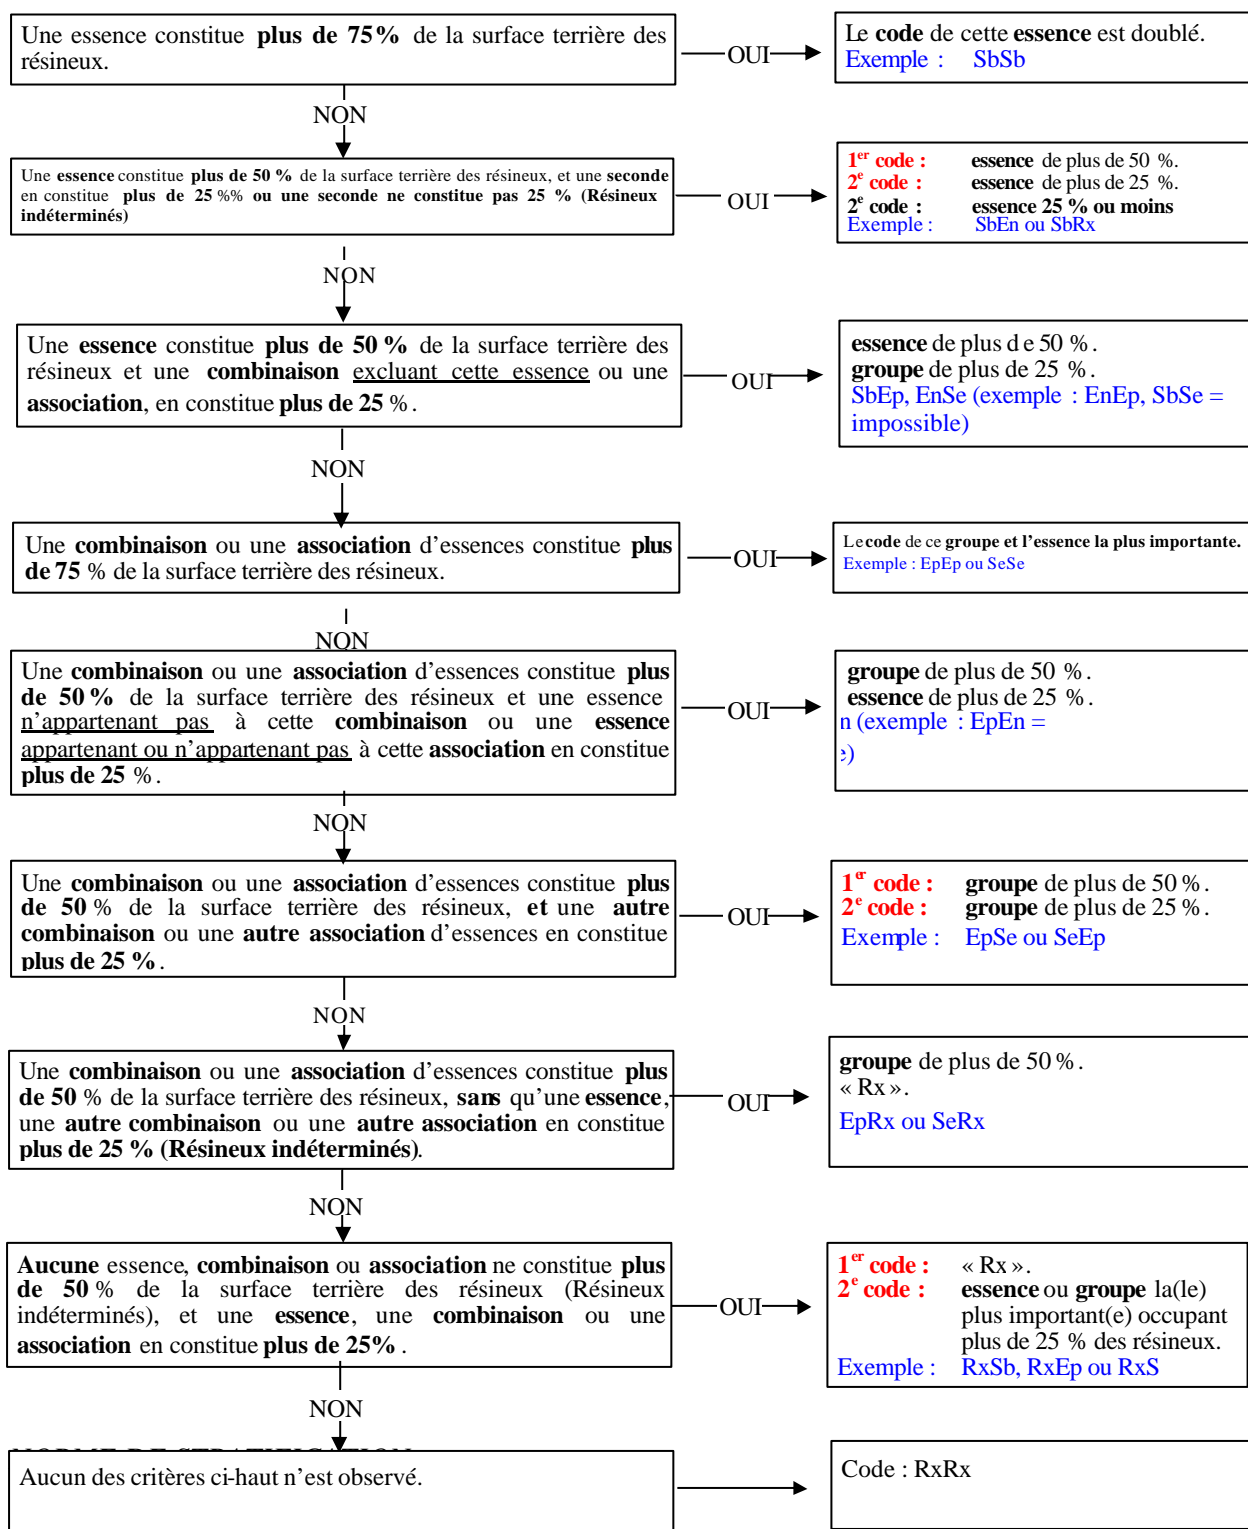 Une essence constitue plus de 75% de la surface terrière des
résineux.
OUI
Le code de cette essence est doublé.
Exemple : SbSb
NON
Une essence constitue plus de 50 % de la surface terrière des résineux, et une seconde
en constitue plus de 25 %% ou une seconde ne constitue pas 25 % (Résineux
indéterminés)
OUI
1er code : essence de plus de 50 %.
2e code : essence de plus de 25 %.
2e code : essence 25 % ou moins
Exemple : SbEn ou SbRx
NON
Une essence constitue plus de 50 % de la surface terrière des
résineux et une combinaison excluant cette essence ou une
association, en constitue plus de 25 %.
OUI
essence de plus d e 50 %.
groupe de plus de 25 %.
SbEp, EnSe (exemple : EnEp, SbSe =
impossible)
NON
Une combinaison ou une association d’essences constitue plus
de 75 % de la surface terrière des résineux.
OUI
Le code de ce groupe et l’essence la plus importante.
Exemple : EpEp ou SeSe
NON
Une combinaison ou une association d’essences constitue plus
de 50 % de la surface terrière des résineux et une essence
n’appartenant pas à cette combinaison ou une essence
appartenant ou n’appartenant pas à cette association en constitue
plus de 25 %.
OUI
groupe de plus de 50 %.
essence de plus de 25 %.
n (exemple : EpEn =
e)
NON
Une combinaison ou une association d’essences constitue plus
de 50 % de la surface terrière des résineux, et une autre
combinaison ou une autre association d’essences en constitue
plus de 25 %.
OUI
1er code : groupe de plus de 50 %.
2e code : groupe de plus de 25 %.
Exemple : EpSe ou SeEp
NON
Une combinaison ou une association d’essences constitue plus
de 50 % de la surface terrière des résineux, sans qu’une essence,
une autre combinaison ou une autre association en constitue
plus de 25 % (Résineux indéterminés).
OUI
groupe de plus de 50 %.
« Rx ».
EpRx ou SeRx
NON
Aucune essence, combinaison ou association ne constitue plus
de 50 % de la surface terrière des résineux (Résineux
indéterminés), et une essence, une combinaison ou une
association en constitue plus de 25% .
OUI
1er code : « Rx ».
2e code : essence ou groupe la(le)
plus important(e) occupant
plus de 25 % des résineux.
Exemple : RxSb, RxEp ou RxS
NON
NORME DE STRATIFICATION
Aucun des critères ci-haut n’est observé.
Code : RxRx